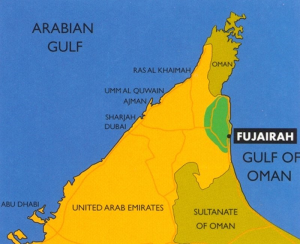 ARABIAN
GULF
OMAN
RAS AL KHAIMAH
UMM AL QUWAIN
AJMAN
SHARJAH
DUBAI
FUJAIRAH
GULF OF
OMAN
ABU DHABI
UNITED ARAB EMIRATES
SULTANATE
OF OMAN